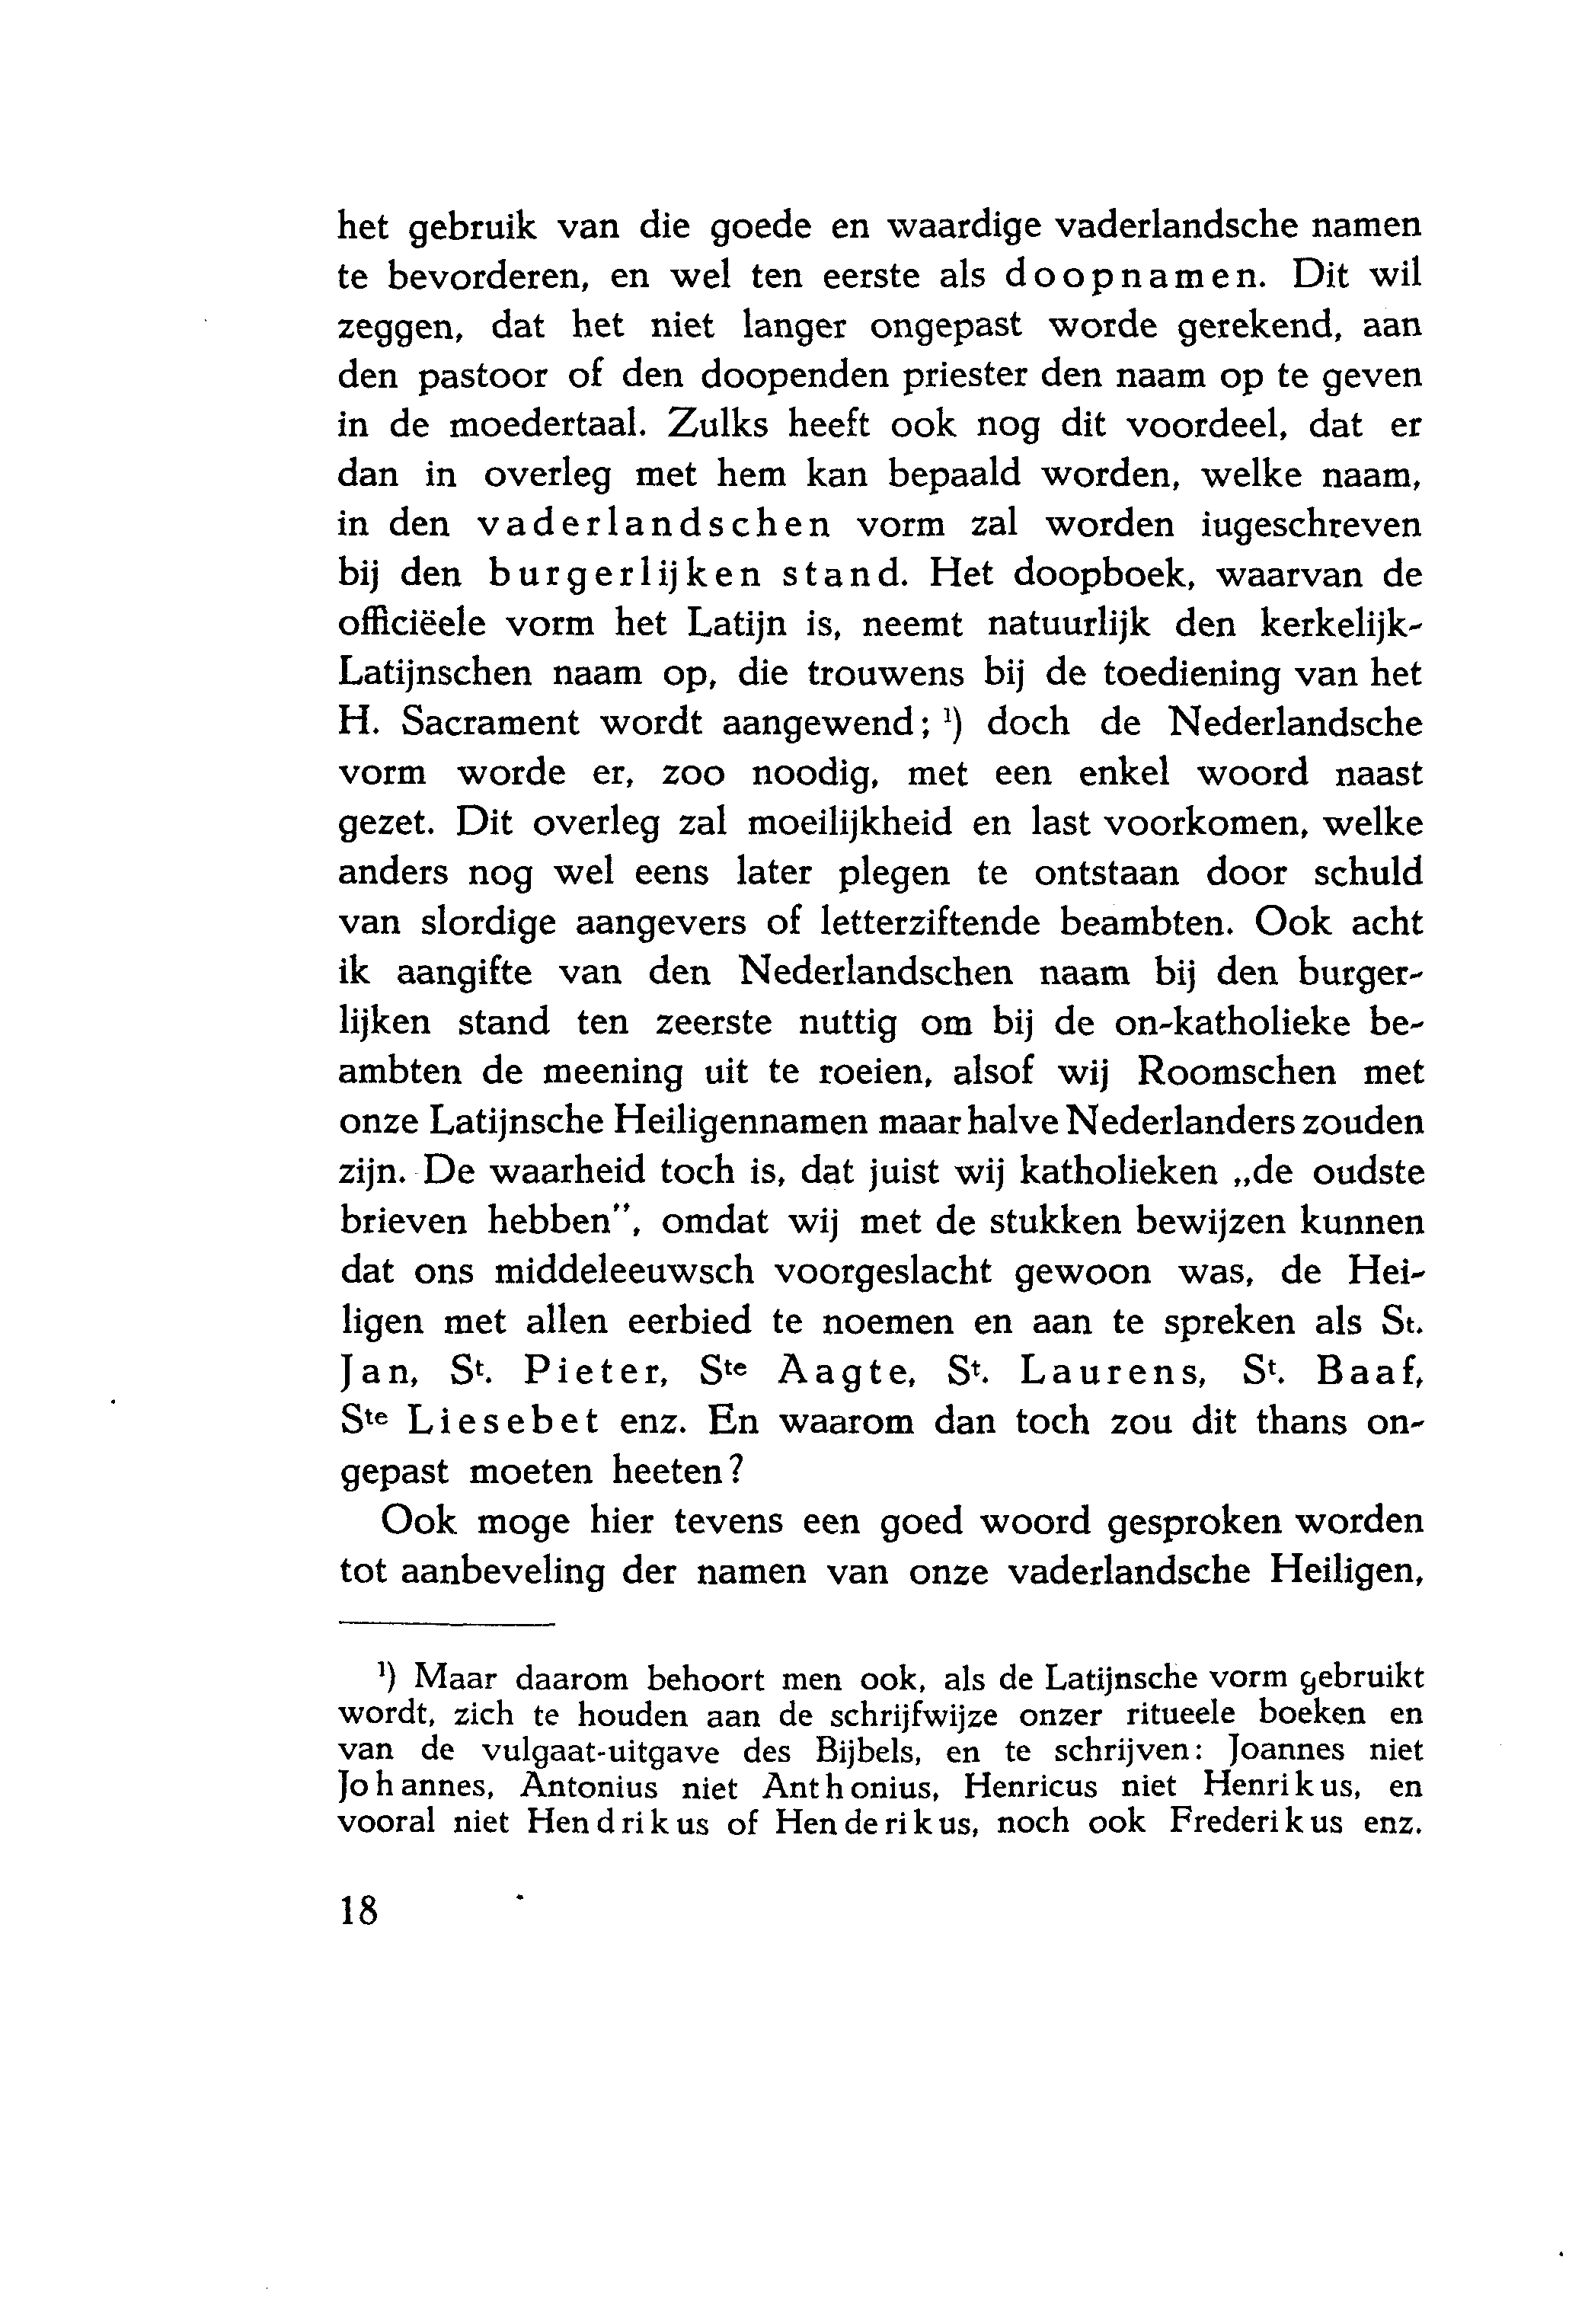 het gebruik van die goede en waardige vaderlandsche namen
te bevorderen, en wel ten eerste als doopnamen. Dit wil
zeggen, dat het niet langer ongepast worde gerekend, aan
den pastoor of den doopenden priester den naam op te geven
in de moedertaal. Zulks heeft ook nog dit voordeel, dat er
dan in overleg met hem kan bepaald worden, welke naam,
in den vaderlandschen vorm zal worden iugeschreven
bij den burgerlijken stand. Het doopboek, waarvan de
officiëele vorm het Latijn is, neemt natuurlijk den kerkelijk-
Latijnschen naam op, die trouwens bij de toediening van het
H. Sacrament wordt aangewend; ¹) doch de Nederlandsche
vorm worde er, zoo noodig, met een enkel woord naast
gezet. Dit overleg zal moeilijkheid en last voorkomen, welke
anders nog wel eens later plegen te ontstaan door schuld
van slordige aangevers of letterziftende beambten. Ook acht
ik aangifte van den Nederlandschen naam bij den burger-
lijken stand ten zeerste nuttig om bij de on-katholieke be-
ambten de meening uit te roeien, alsof wij Roomschen met
onze Latijnsche Heiligennamen maar halve Nederlanders zouden
zijn. De waarheid toch is, dat juist wij katholieken „de oudste
brieven hebben", omdat wij met de stukken bewijzen kunnen
dat ons middeleeuwsch voorgeslacht gewoon was, de Hei-
ligen met allen eerbied te noemen en aan te spreken als St.
Jan, St. Pieter, Ste Aagte, St. Laurens, St. Baaf,
Ste Liesebet enz. En waarom dan toch zou dit thans on-
gepast moeten heeten?
Ook moge hier tevens een goed woord gesproken worden
tot aanbeveling der namen van onze vaderlandsche Heiligen,
¹) Maar daarom behoort men ook, als de Latijnsche vorm gebruikt
wordt, zich te houden aan de schrijfwijze onzer ritueele boeken en
van de vulgaat-uitgave des Bijbels, en te schrijven: Joannes niet
Johannes, Antonius niet Anthonius, Henricus niet Henrikus, en
vooral niet Hendrikus of Henderikus, noch ook Frederikus enz.
18